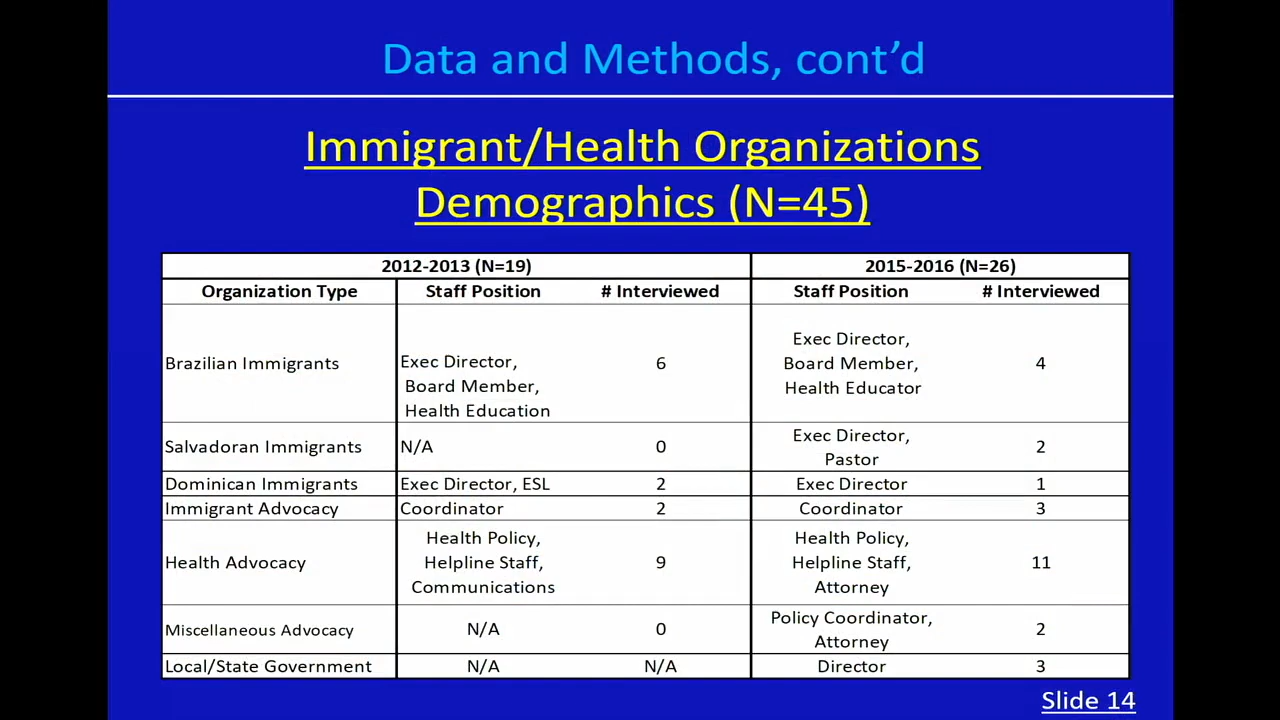 Data and Methods, cont’d
Immigrant/Health Organizations
Demographics (N=45)
2012-2013 (N=19) 2015-2016 (N=26)
Organization Type Staff Position # Interviewed Staff Position # Interviewed
Brazilian Immigrants
Exec Director,
Board Member,
Health Education
6
Exec Director,
Board Member,
Health Educator
4
Salvadoran Immigrants N/A 0
Exec Director,
Pastor
2
Dominican Immigrants Exec Director, ESL 2 Exec Director 1
Immigrant Advocacy Coordinator 2 Coordinator 3
Health Advocacy
Health Policy,
Helpline Staff,
Communications
9
Health Policy,
Helpline Staff,
Attorney
11
Miscellaneous Advocacy N/A 0
Policy Coordinator,
Attorney
2
Local/State Government N/A N/A Director 3
Slide 14